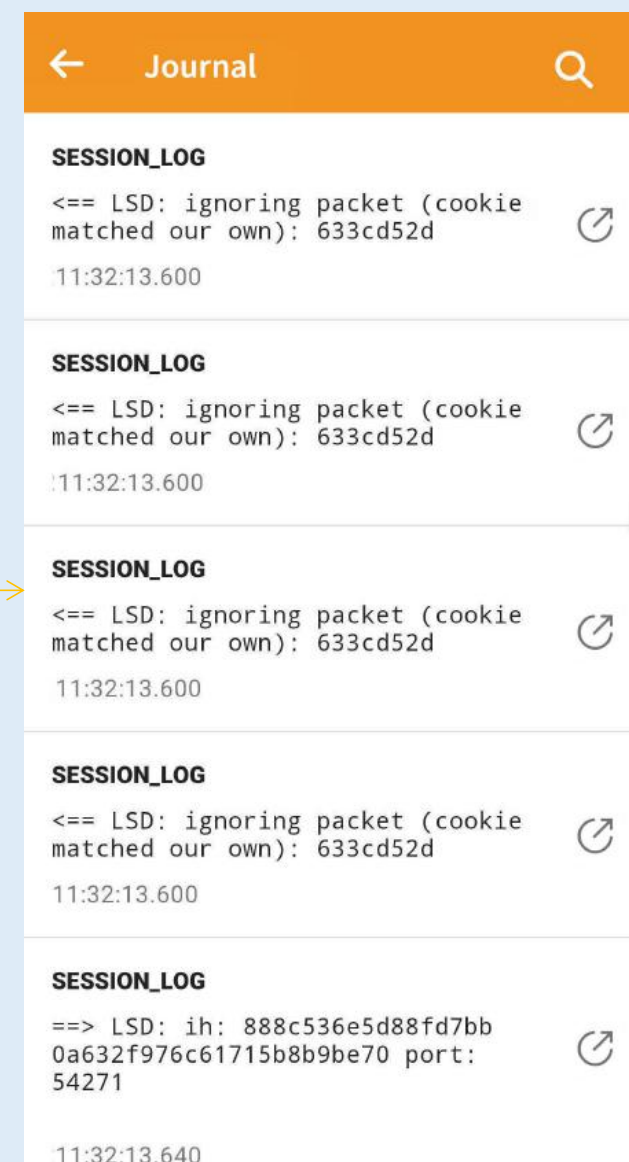 Journal
SESSION_LOG
<== LSD: ignoring packet (cookie
matched our own): 633cd52d
11:32:13.600
SESSION_LOG
<== LSD: ignoring packet (cookie
matched our own): 633cd52d
11:32:13.600
SESSION_LOG
<== LSD: ignoring packet (cookie
matched our own): 633cd52d
11:32:13.600
SESSION_LOG
<== LSD: ignoring packet (cookie
matched our own): 633cd52d
11:32:13.600
SESSION_LOG
==> LSD: ih: 888c536e5d88fd7bb
0a632f976c61715b8b9be70 port:
54271
11:32:13.640